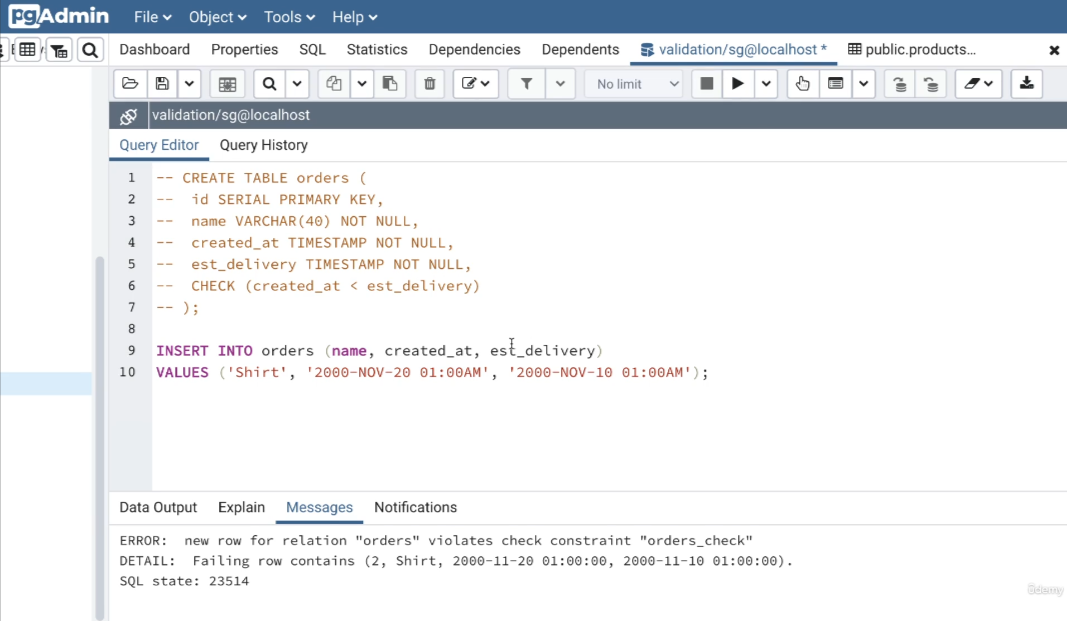 pgAdmin File Object Tools Help
Dashboard Properties SQL Statistics Dependencies Dependents validation/sg@localhost * public.products...
No limit
validation/sg@localhost
Query Editor Query History
1 -- CREATE TABLE orders (
2 --  id SERIAL PRIMARY KEY,
3 --  name VARCHAR(40) NOT NULL,
4 --  created_at TIMESTAMP NOT NULL,
5 --  est_delivery TIMESTAMP NOT NULL,
6 --  CHECK (created_at < est_delivery)
7 -- );
8
9 INSERT INTO orders (name, created_at, est_delivery)
10 VALUES ('Shirt', '2000-NOV-20 01:00AM', '2000-NOV-10 01:00AM');
Data Output Explain Messages Notifications
ERROR:  new row for relation "orders" violates check constraint "orders_check"
DETAIL:  Failing row contains (2, Shirt, 2000-11-20 01:00:00, 2000-11-10 01:00:00).
SQL state: 23514
ûdemy